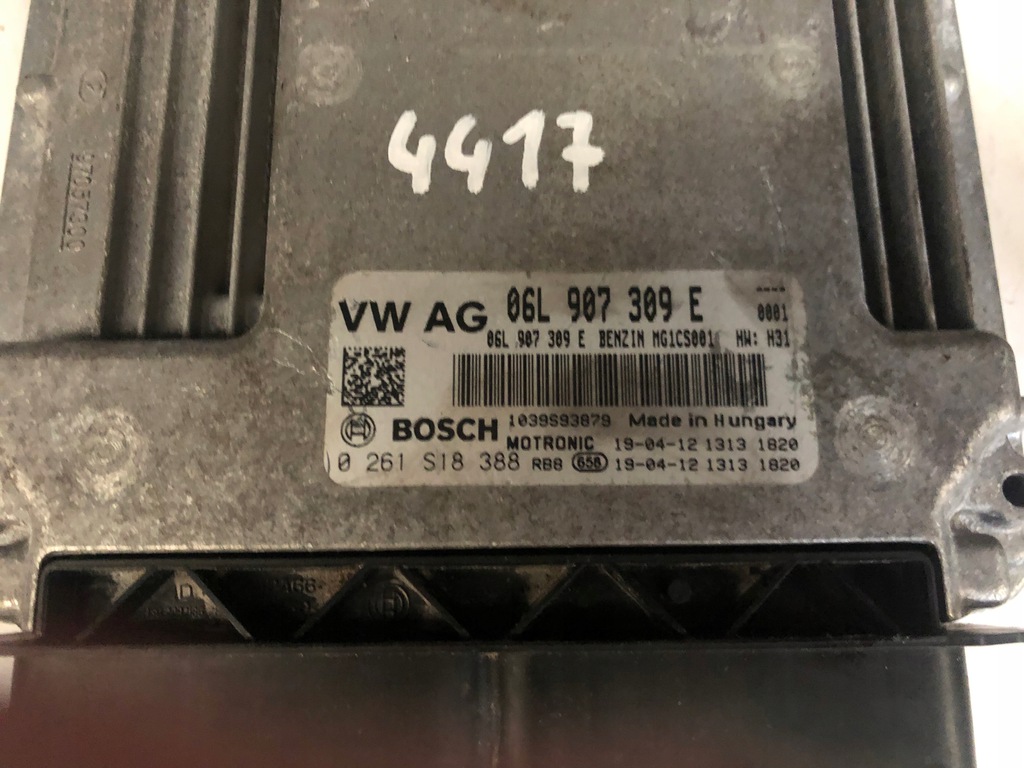 4417
VW AG 06L 907 309 E ----
0001
06L 907 309 E BENZIN MG1CS001 HW: H31
BOSCH 1039S93879 Made in Hungary
MOTRONIC 19-04-12 1313 1820
0 261 S18 388 RB8 656 19-04-12 1313 1820